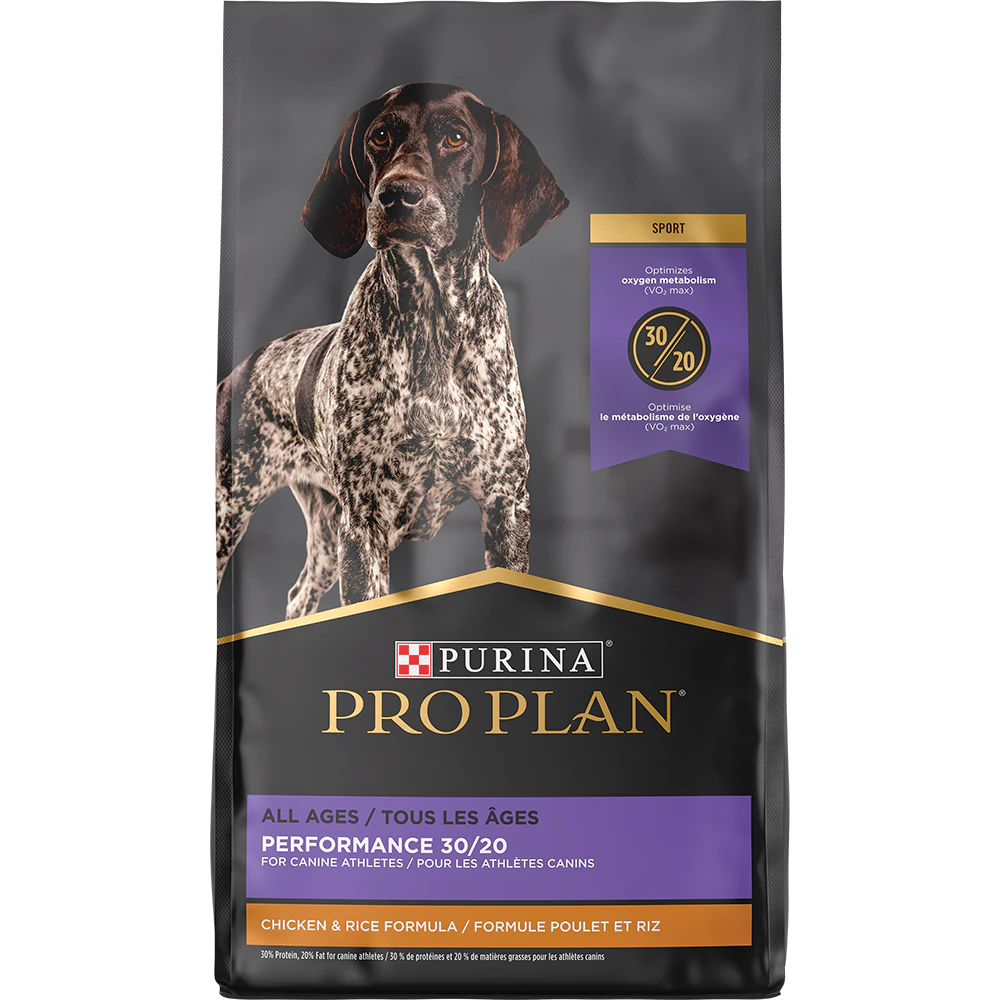 SPORT
Optimizes
oxygen metabolism
(VO₂ max)
30/20
Optimise
le métabolisme de l'oxygène
(VO₂ max)
PURINA®
PRO PLAN®
ALL AGES / TOUS LES ÂGES
PERFORMANCE 30/20
FOR CANINE ATHLETES / POUR LES ATHLÈTES CANINS
CHICKEN & RICE FORMULA / FORMULE POULET ET RIZ
30% Protein, 20% Fat for canine athletes / 30 % de protéines et 20 % de matières grasses pour les athlètes canins